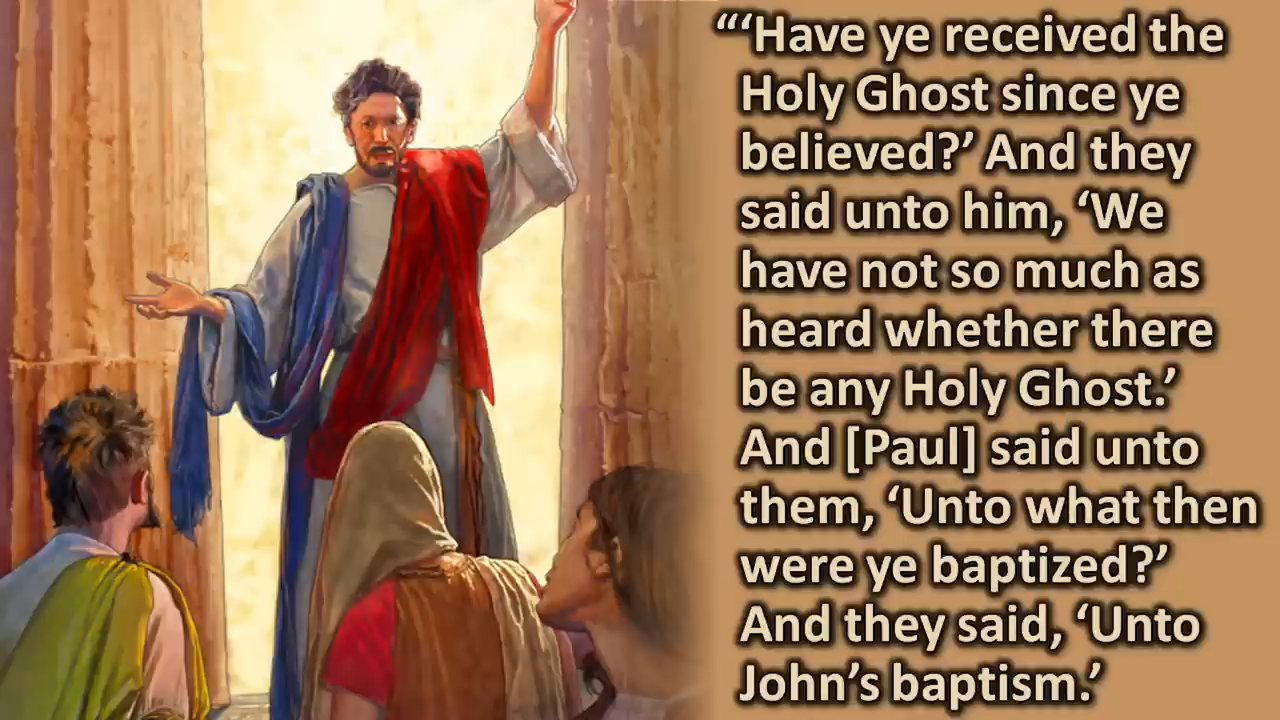 “‘Have ye received the
Holy Ghost since ye
believed?’ And they
said unto him, ‘We
have not so much as
heard whether there
be any Holy Ghost.’
And [Paul] said unto
them, ‘Unto what then
were ye baptized?’
And they said, ‘Unto
John’s baptism.’